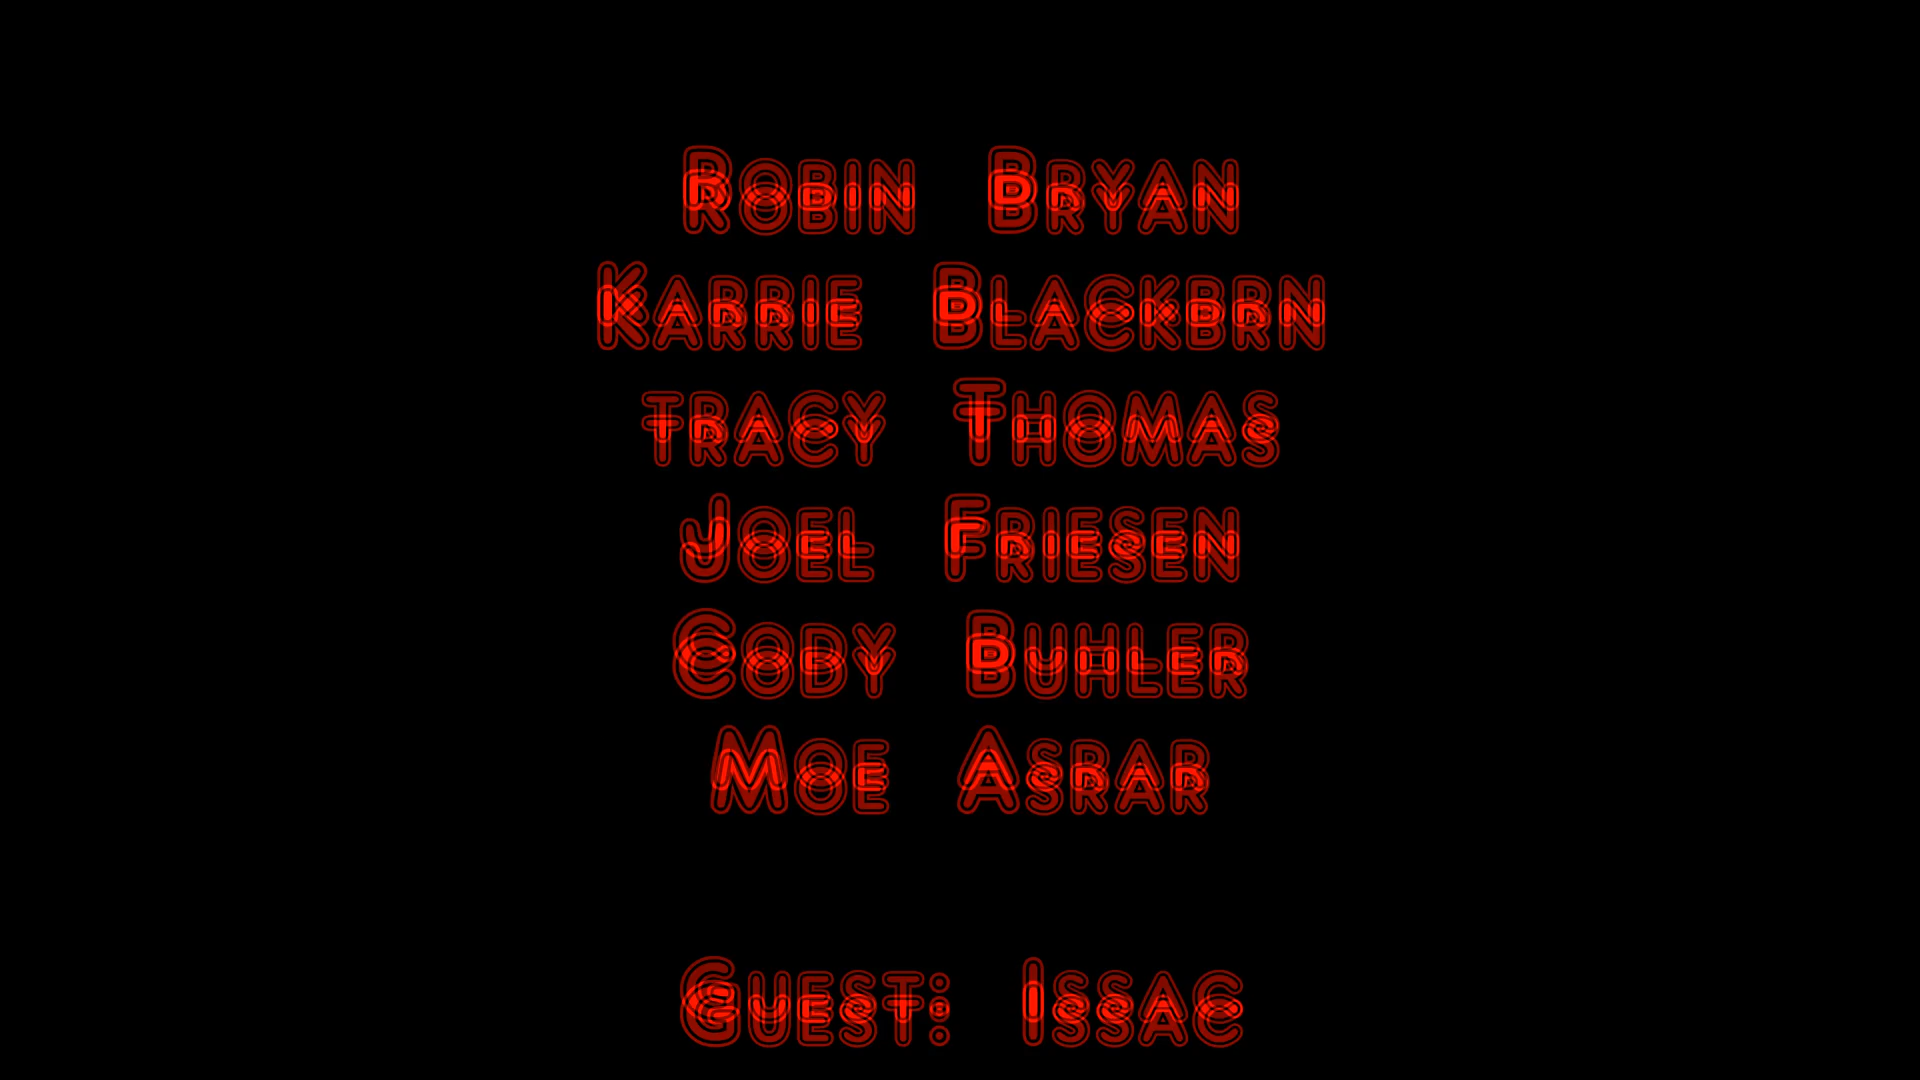 Robin Bryan
Karrie Blackbrn
tracy Thomas
Joel Friesen
Cody Buhler
Moe Asrar
Guest: Issac